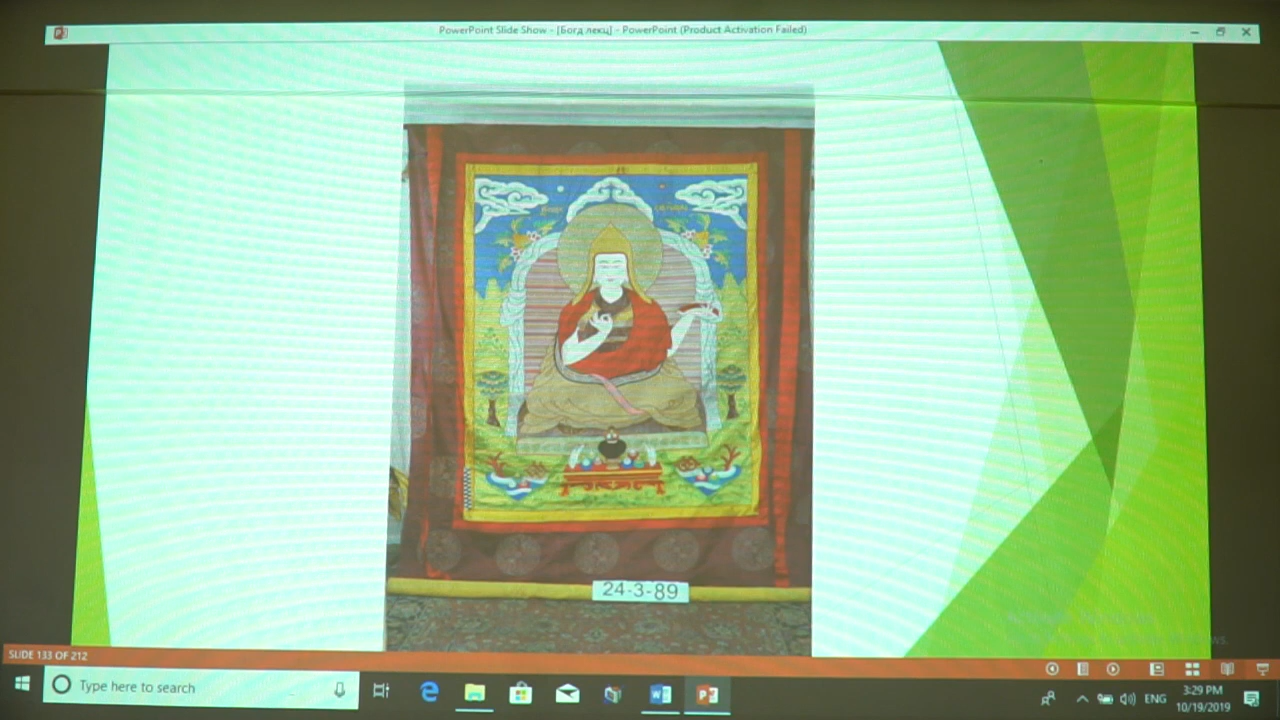 PowerPoint Slide Show - [Богд лекц] - PowerPoint (Product Activation Failed)
24-3-89
SLIDE 133 OF 212
Type here to search
ENG
3:29 PM
10/19/2019